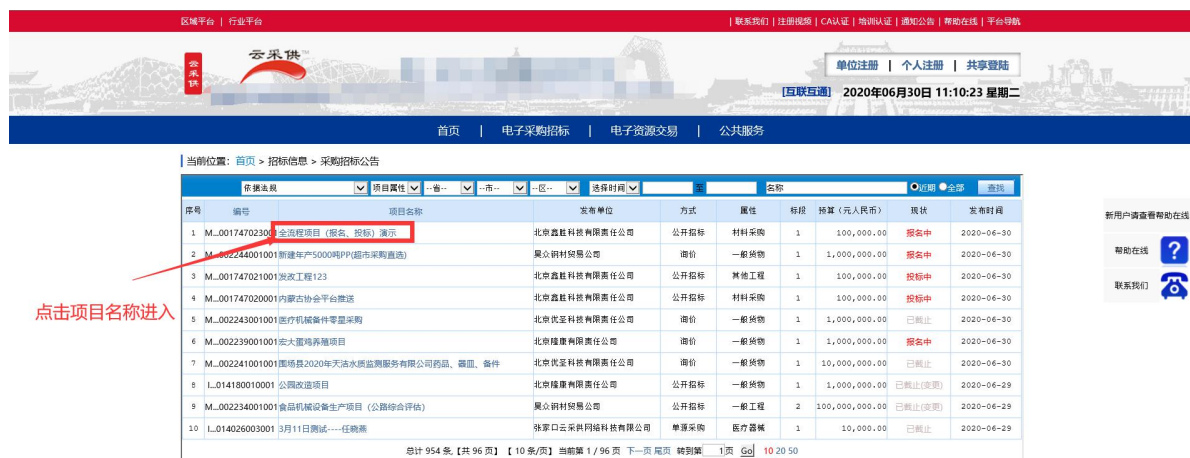 区域平台 | 行业平台
| 联系我们 | 注册视频 | CA认证 | 培训认证 | 通知公告 | 帮助在线 | 平台导航
云采供
云采供™
单位注册 | 个人注册 | 共享登陆
[互联互通] 2020年06月30日 11:10:23 星期二
首页 | 电子采购招标 | 电子资源交易 | 公共服务
当前位置: 首页 > 招标信息 > 采购招标公告
依据法规 项目属性 --省-- --市-- --区-- 选择时间 至 名称 近期 全部 查找
序号 编号 项目名称 发布单位 方式 属性 标段 预算（元人民币） 现状 发布时间
1 M...001747023001 全流程项目（报名、投标）演示 北京鑫胜科技有限责任公司 公开招标 材料采购 1 100,000.00 报名中 2020-06-30
2 M...002244001001 新建年产5000吨PP(超市采购直选) 昊众钢材贸易公司 询价 一般货物 1 1,000,000.00 报名中 2020-06-30
3 M...001747021001 发改工程123 北京鑫胜科技有限责任公司 公开招标 其他工程 1 100,000.00 投标中 2020-06-30
4 M...001747020001 内蒙古协会平台推送 北京鑫胜科技有限责任公司 公开招标 材料采购 1 100,000.00 投标中 2020-06-30
5 M...002243001001 医疗机械备件零星采购 北京优圣科技有限责任公司 询价 一般货物 1 1,000,000.00 已截止 2020-06-30
6 M...002239001001 宏大蛋鸡养殖项目 北京隆康有限责任公司 询价 一般货物 1 1,000,000.00 报名中 2020-06-30
7 M...002241001001 围场县2020年天洁水质监测服务有限公司药品、器皿、备件 北京优圣科技有限责任公司 询价 一般货物 1 10,000,000.00 已截止 2020-06-30
8 I...014180010001 公园改造项目 北京隆康有限责任公司 公开招标 一般货物 1 1,000,000.00 已截止(变更) 2020-06-29
9 M...002234001001 食品机械设备生产项目（公路综合评估） 昊众钢材贸易公司 公开招标 一般工程 2 100,000,000.00 已截止(变更) 2020-06-29
10 I...014026003001 3月11日测试----任晓燕 张家口云采供网络科技有限公司 单源采购 医疗器械 1 10,000.00 已截止 2020-06-29
总计 954 条,【共 96 页】【 10 条/页】 当前第 1 / 96 页 下一页 尾页 转到第 1页 Go 10 20 50
点击项目名称进入
新用户请查看帮助在线
帮助在线 ?
联系我们